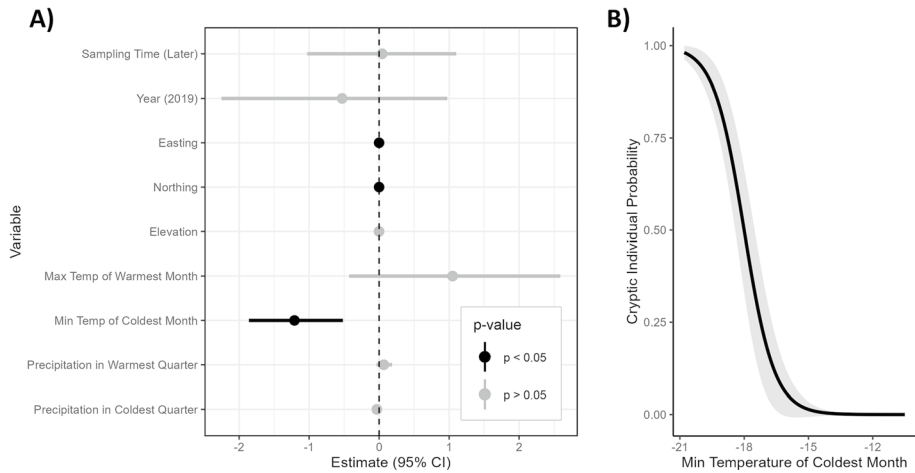 A)
Variable
Sampling Time (Later)
Year (2019)
Easting
Northing
Elevation
Max Temp of Warmest Month
Min Temp of Coldest Month
Precipitation in Warmest Quarter
Precipitation in Coldest Quarter
-2 -1 0 1 2
Estimate (95% CI)
p-value
p < 0.05
p > 0.05
B)
Cryptic Individual Probability
1.00
0.75
0.50
0.25
0.00
-21 -18 -15 -12
Min Temperature of Coldest Month